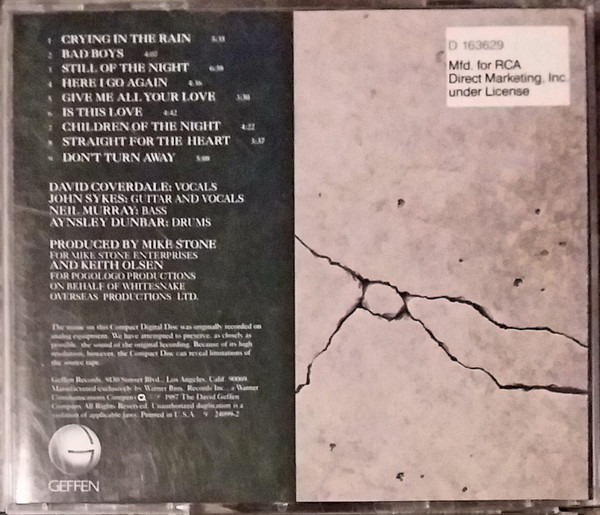 1 CRYING IN THE RAIN 5:33
2 BAD BOYS 4:07
3 STILL OF THE NIGHT 6:38
4 HERE I GO AGAIN 4:36
5 GIVE ME ALL YOUR LOVE 3:30
6 IS THIS LOVE 4:42
7 CHILDREN OF THE NIGHT 4:22
8 STRAIGHT FOR THE HEART 3:37
9 DON'T TURN AWAY 5:09
DAVID COVERDALE: VOCALS
JOHN SYKES: GUITAR AND VOCALS
NEIL MURRAY: BASS
AYNSLEY DUNBAR: DRUMS
PRODUCED BY MIKE STONE
FOR MIKE STONE ENTERPRISES
AND KEITH OLSEN
FOR POGOLOGO PRODUCTIONS
ON BEHALF OF WHITESNAKE
OVERSEAS PRODUCTIONS LTD.
The music on this Compact Digital Disc was originally recorded on
analog equipment. We have attempted to preserve, as closely as
possible, the sound of the original recording. Because of its high
resolution, however, the Compact Disc can reveal limitations of
the source tape.
Geffen Records, 9130 Sunset Blvd., Los Angeles, Calif. 90069.
Manufactured exclusively by Warner Bros. Records Inc., a Warner
Communications Company 1987 The David Geffen
Company. All Rights Reserved. Unauthorized duplication is a
violation of applicable laws. Printed in U.S.A. 9 24099-2
GEFFEN
D 163629
Mfd. for RCA
Direct Marketing, Inc.
under License